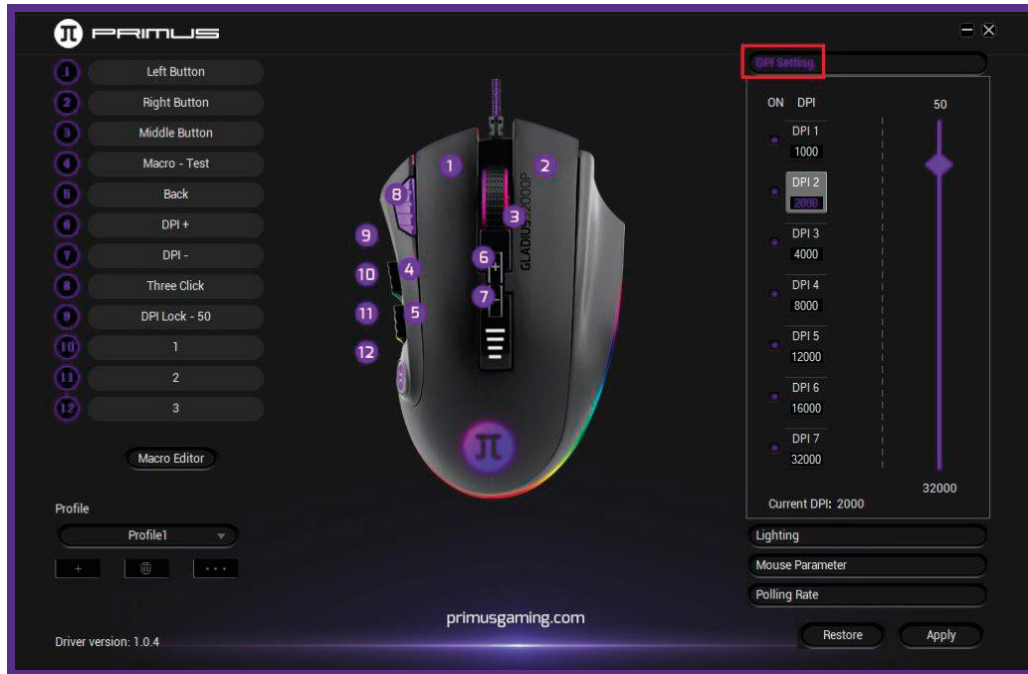 PRIMUS
1 Left Button
2 Right Button
3 Middle Button
4 Macro - Test
5 Back
6 DPI +
7 DPI -
8 Three Click
9 DPI Lock - 50
10 1
11 2
12 3
Macro Editor
Profile
Profile1
+
...
Driver version: 1.0.4
1
2
3
4
5
6
7
8
9
10
11
12
+
-
GLADIUS32000P
primusgaming.com
DPI Setting
ON DPI
50
DPI 1
1000
DPI 2
2000
DPI 3
4000
DPI 4
8000
DPI 5
12000
DPI 6
16000
DPI 7
32000
32000
Current DPI: 2000
Lighting
Mouse Parameter
Polling Rate
Restore
Apply